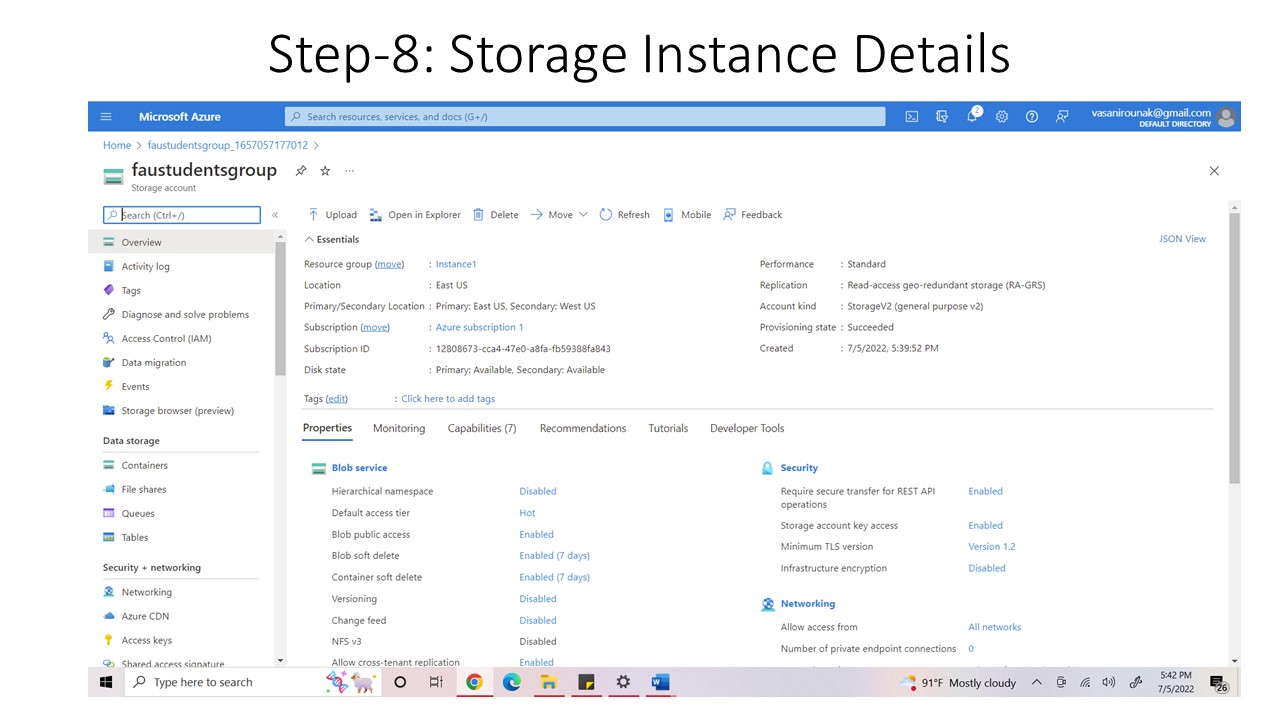 Step-8: Storage Instance Details
Microsoft Azure
Search resources, services, and docs (G+/)
2
vasanirounak@gmail.com
DEFAULT DIRECTORY
Home > faustudentsgroup_1657057177012 >
faustudentsgroup
Storage account
Search (Ctrl+/)
Overview
Activity log
Tags
Diagnose and solve problems
Access Control (IAM)
Data migration
Events
Storage browser (preview)
Data storage
Containers
File shares
Queues
Tables
Security + networking
Networking
Azure CDN
Access keys
Shared access signature
Upload Open in Explorer Delete Move Refresh Mobile Feedback
Essentials
JSON View
Resource group (move) : Instance1
Location : East US
Primary/Secondary Location : Primary: East US, Secondary: West US
Subscription (move) : Azure subscription 1
Subscription ID : 12808673-cca4-47e0-a8fa-fb59388fa843
Disk state : Primary: Available, Secondary: Available
Performance : Standard
Replication : Read-access geo-redundant storage (RA-GRS)
Account kind : StorageV2 (general purpose v2)
Provisioning state : Succeeded
Created : 7/5/2022, 5:39:52 PM
Tags (edit) : Click here to add tags
Properties Monitoring Capabilities (7) Recommendations Tutorials Developer Tools
Blob service
Hierarchical namespace Disabled
Default access tier Hot
Blob public access Enabled
Blob soft delete Enabled (7 days)
Container soft delete Enabled (7 days)
Versioning Disabled
Change feed Disabled
NFS v3 Disabled
Allow cross-tenant replication Enabled
Security
Require secure transfer for REST API Enabled
operations
Storage account key access Enabled
Minimum TLS version Version 1.2
Infrastructure encryption Disabled
Networking
Allow access from All networks
Number of private endpoint connections 0
Type here to search
91°F Mostly cloudy
5:42 PM
7/5/2022
26